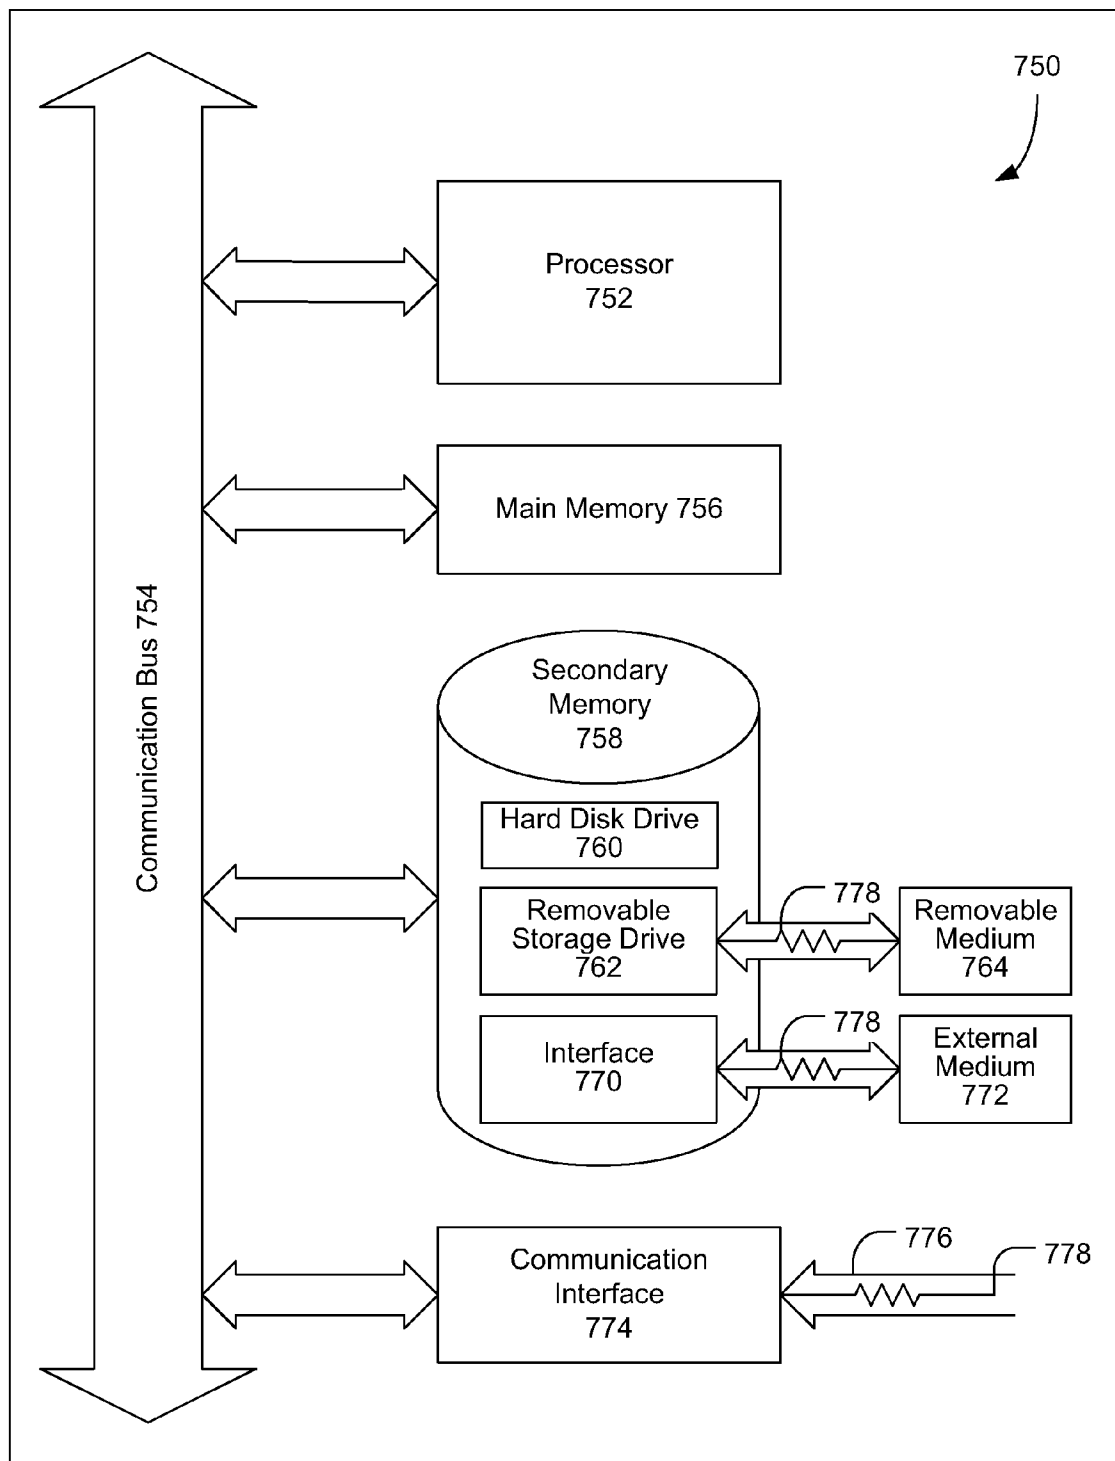 750
Processor
752
Main Memory 756
Communication Bus 754
Secondary
Memory
758
Hard Disk Drive
760
Removable
Storage Drive
762
778
Removable
Medium
764
Interface
770
778
External
Medium
772
Communication
Interface
774
776
778